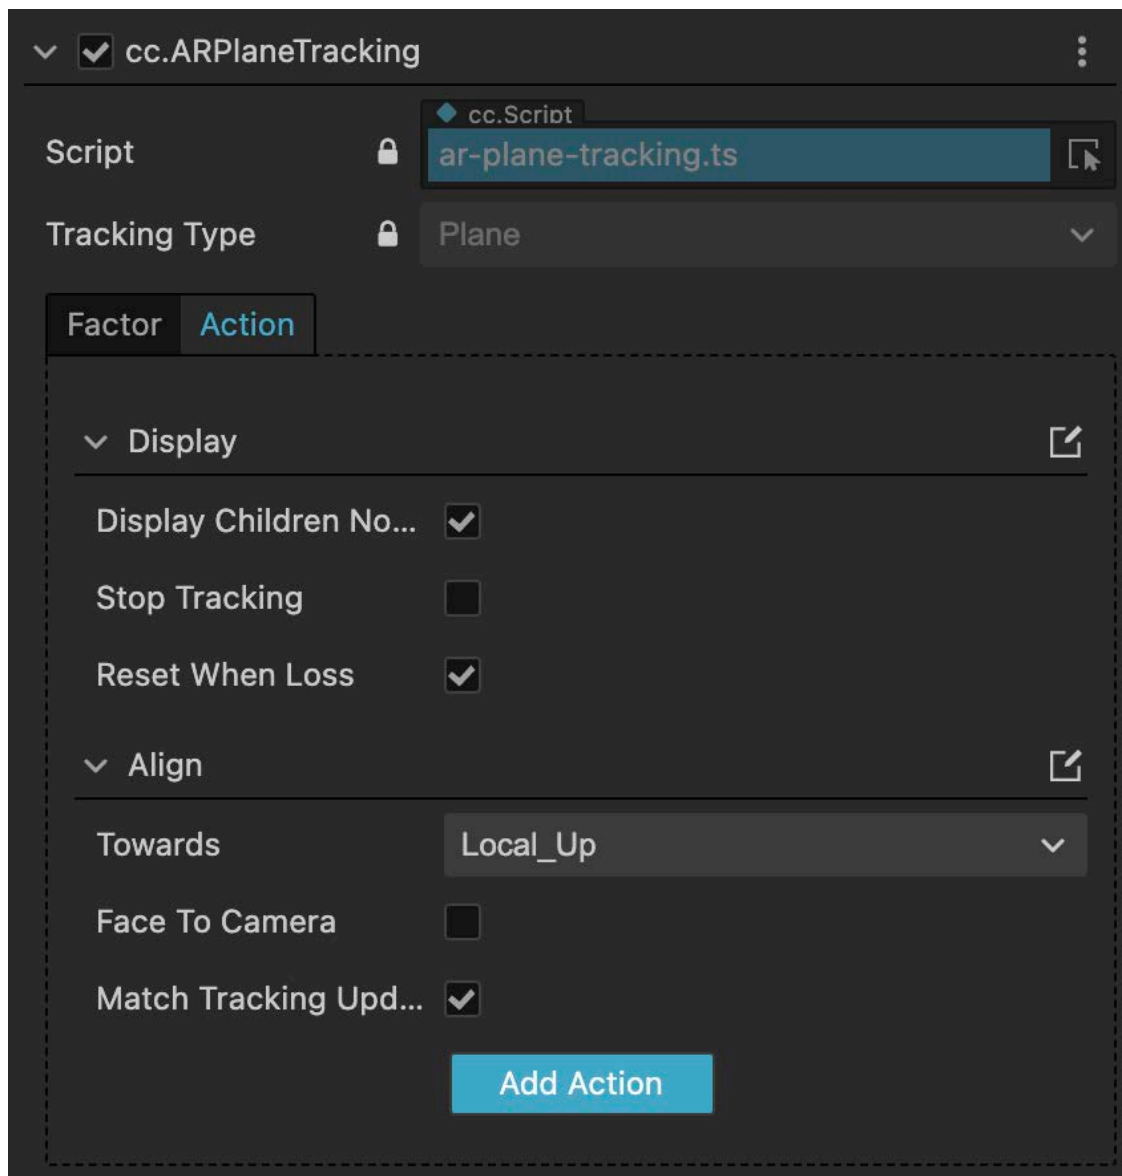 cc.ARPlaneTracking
cc.Script
Script
ar-plane-tracking.ts
Tracking Type
Plane
Factor Action
Display
Display Children No...
Stop Tracking
Reset When Loss
Align
Towards
Local_Up
Face To Camera
Match Tracking Upd...
Add Action